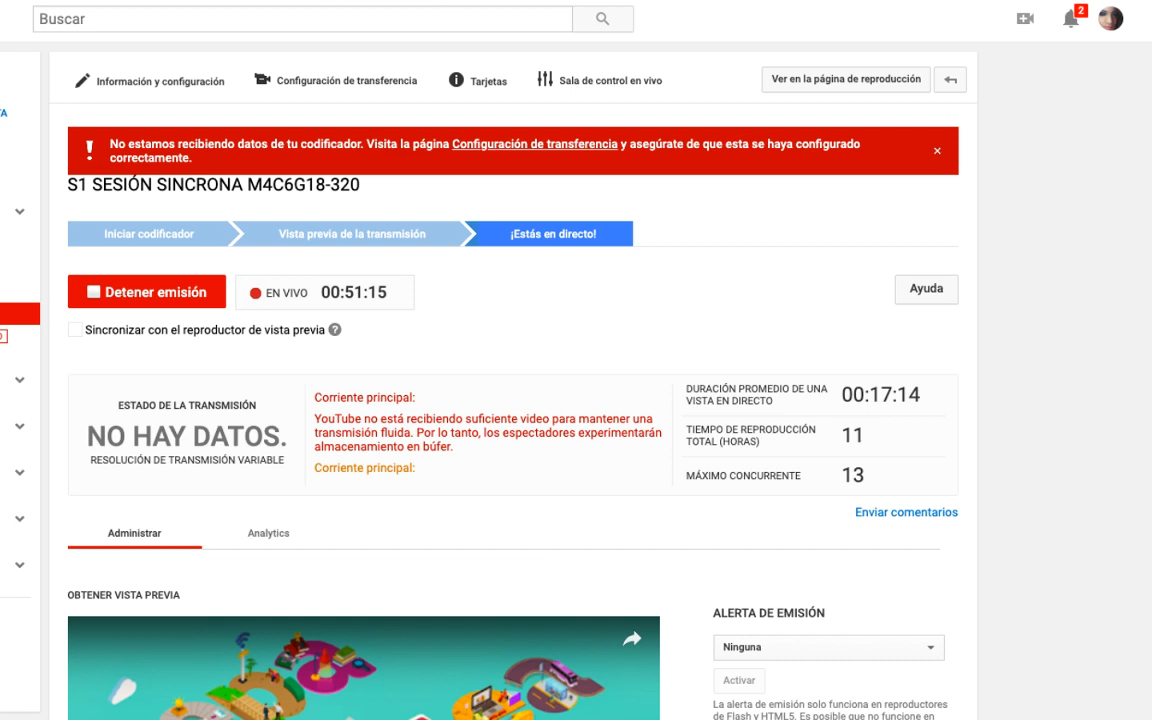 Buscar
2
Información y configuración
Configuración de transferencia
Tarjetas
Sala de control en vivo
Ver en la página de reproducción
No estamos recibiendo datos de tu codificador. Visita la página Configuración de transferencia y asegúrate de que esta se haya configurado
correctamente.
S1 SESIÓN SINCRONA M4C6G18-320
Iniciar codificador
Vista previa de la transmisión
¡Estás en directo!
Detener emisión
EN VIVO 00:51:15
Ayuda
Sincronizar con el reproductor de vista previa
ESTADO DE LA TRANSMISIÓN
NO HAY DATOS.
RESOLUCIÓN DE TRANSMISIÓN VARIABLE
Corriente principal:
YouTube no está recibiendo suficiente video para mantener una
transmisión fluida. Por lo tanto, los espectadores experimentarán
almacenamiento en búfer.
Corriente principal:
DURACIÓN PROMEDIO DE UNA
VISTA EN DIRECTO
00:17:14
TIEMPO DE REPRODUCCIÓN
TOTAL (HORAS)
11
MÁXIMO CONCURRENTE
13
Enviar comentarios
Administrar
Analytics
OBTENER VISTA PREVIA
ALERTA DE EMISIÓN
Ninguna
Activar
La alerta de emisión solo funciona en reproductores
de Flash y HTML5. Es posible que no funcione en